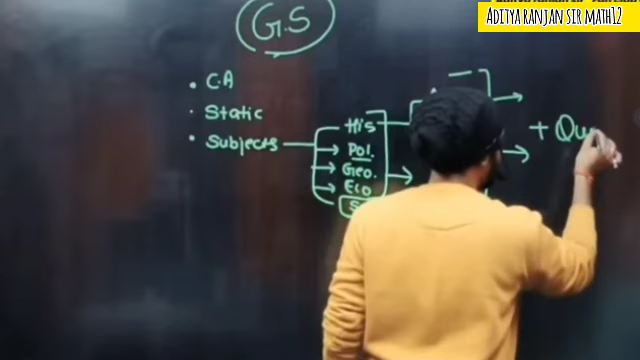 ADITYA RANJAN SIR MATH12
G.S
• C.A
• Static
• Subjects
His
Pol.
Geo.
Eco
+ Qu